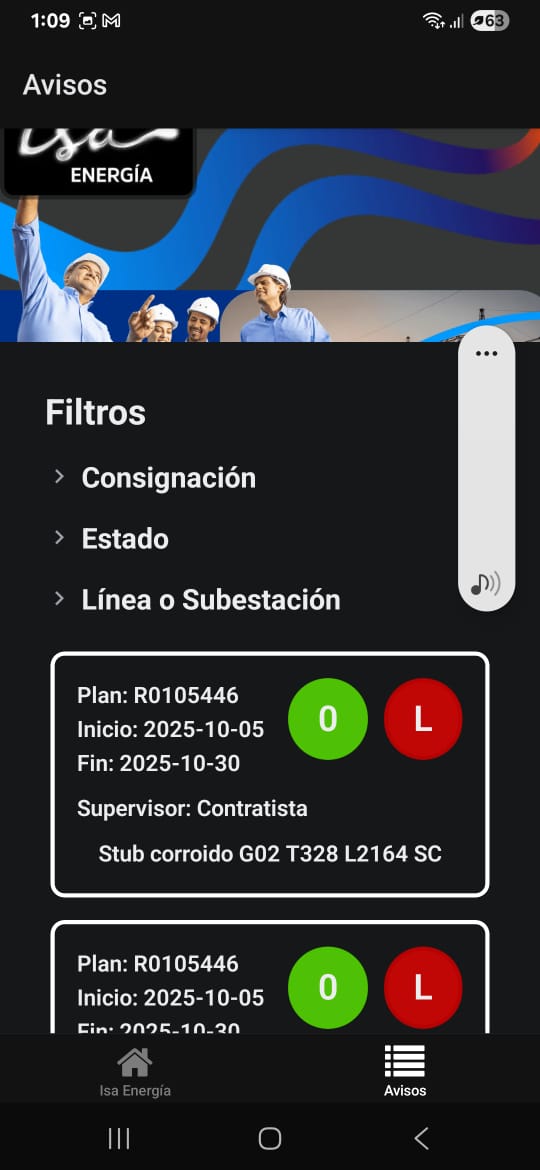 1:09
63
Avisos
isa
ENERGÍA
Filtros
Consignación
Estado
Línea o Subestación
Plan: R0105446
Inicio: 2025-10-05
Fin: 2025-10-30
0
L
Supervisor: Contratista
Stub corroido G02 T328 L2164 SC
Plan: R0105446
Inicio: 2025-10-05
Fin: 2025-10-30
0
L
Isa Energía
Avisos